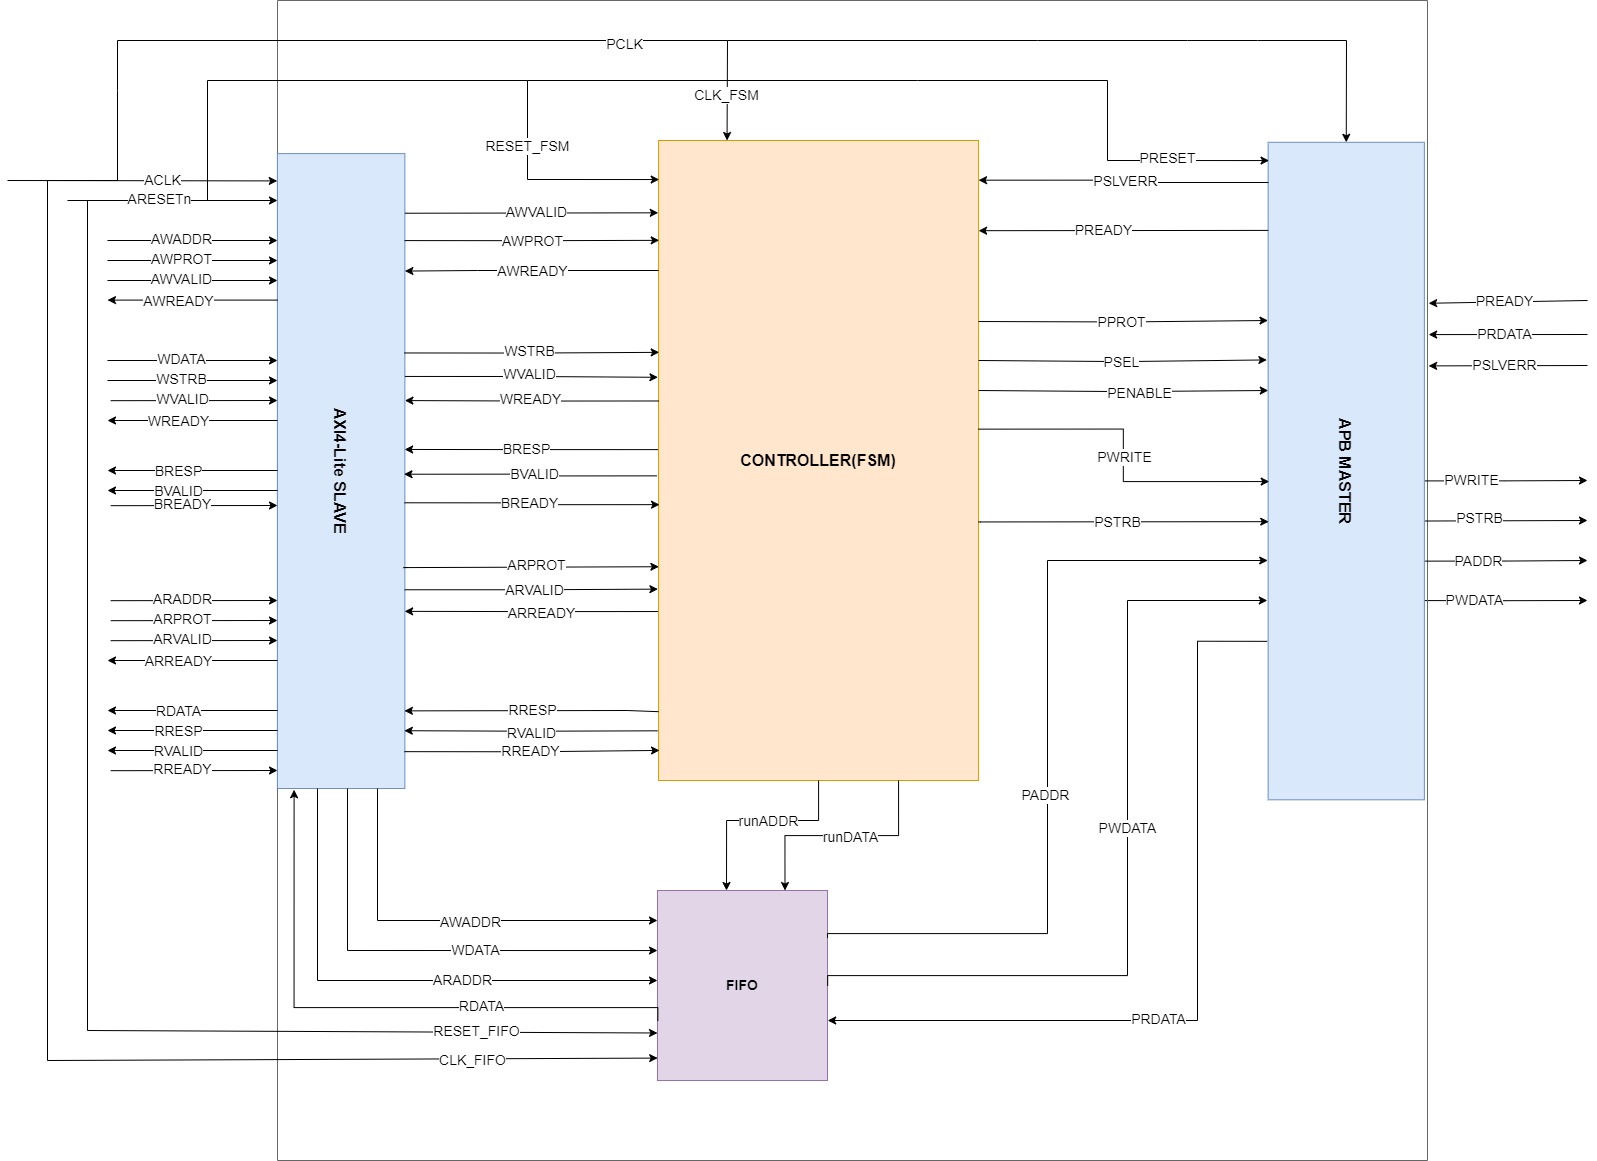 PCLK
CLK_FSM
RESET_FSM
PRESET
ACLK
PSLVERR
ARESETn
AWVALID
PREADY
AWADDR
AWPROT
AWPROT
AWVALID
AWREADY
AWREADY
PREADY
PPROT
PRDATA
WSTRB
WDATA
PSEL
PSLVERR
WVALID
WSTRB
PENABLE
WVALID
WREADY
WREADY
BRESP
PWRITE
CONTROLLER(FSM)
AXI4-Lite SLAVE
APB MASTER
BRESP
BVALID
PWRITE
BVALID
BREADY
BREADY
PSTRB
PSTRB
ARPROT
PADDR
ARVALID
ARADDR
PWDATA
ARREADY
ARPROT
ARVALID
ARREADY
RDATA
RRESP
RRESP
RVALID
RVALID
RREADY
RREADY
PADDR
runADDR
PWDATA
runDATA
AWADDR
WDATA
ARADDR
FIFO
RDATA
PRDATA
RESET_FIFO
CLK_FIFO